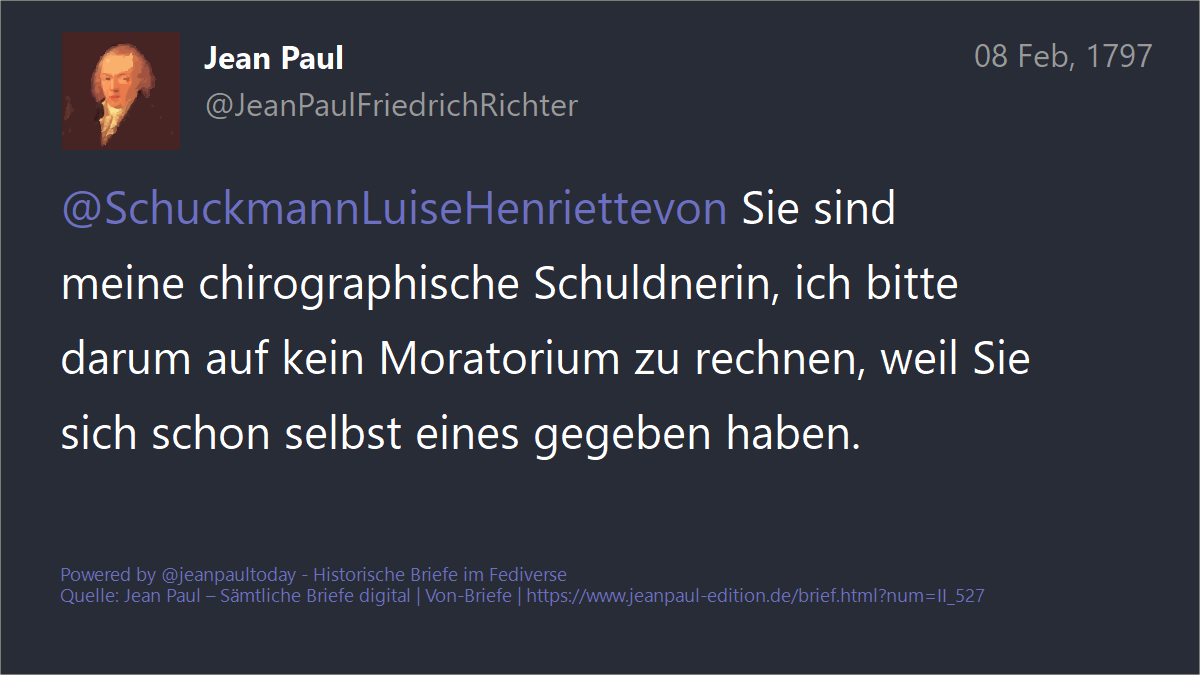 Jean Paul
08 Feb, 1797
@JeanPaulFriedrichRichter
@SchuckmannLuiseHenriettevon Sie sind
meine chirographische Schuldnerin, ich bitte
darum auf kein Moratorium zu rechnen, weil Sie
sich schon selbst eines gegeben haben.
Powered by @jeanpaultoday - Historische Briefe im Fediverse
Quelle: Jean Paul – Sämtliche Briefe digital | Von-Briefe | https://www.jeanpaul-edition.de/brief.html?num=II_527